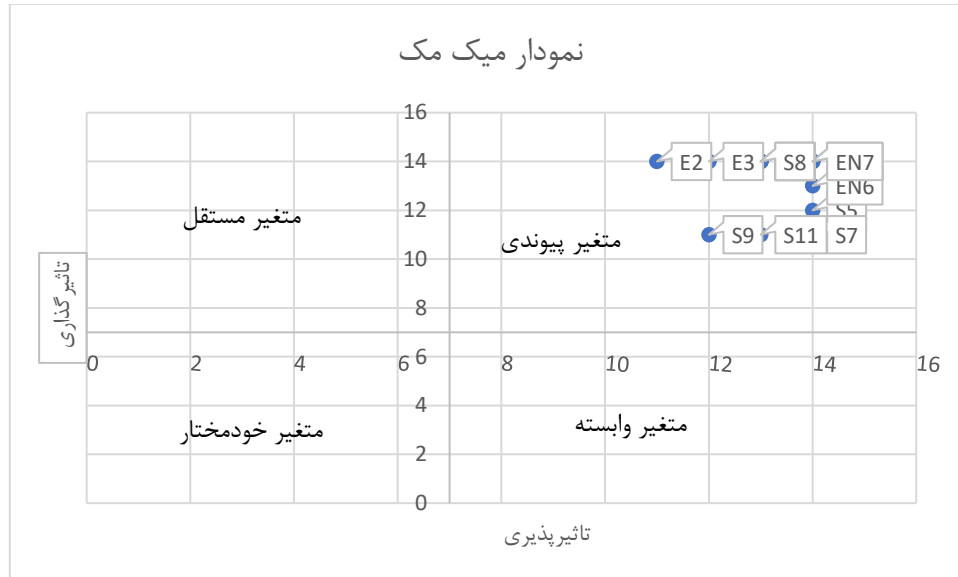 نمودار میک مک
16
14
12
10
8
6
4
2
0
0 2 4 6 8 10 12 14 16
E2 E3 S8 EN7
EN6
S5
S9 S11 S7
متغیر مستقل
متغیر پیوندی
متغیر خودمختار
متغیر وابسته
تاثیرگذاری
تاثیرپذیری